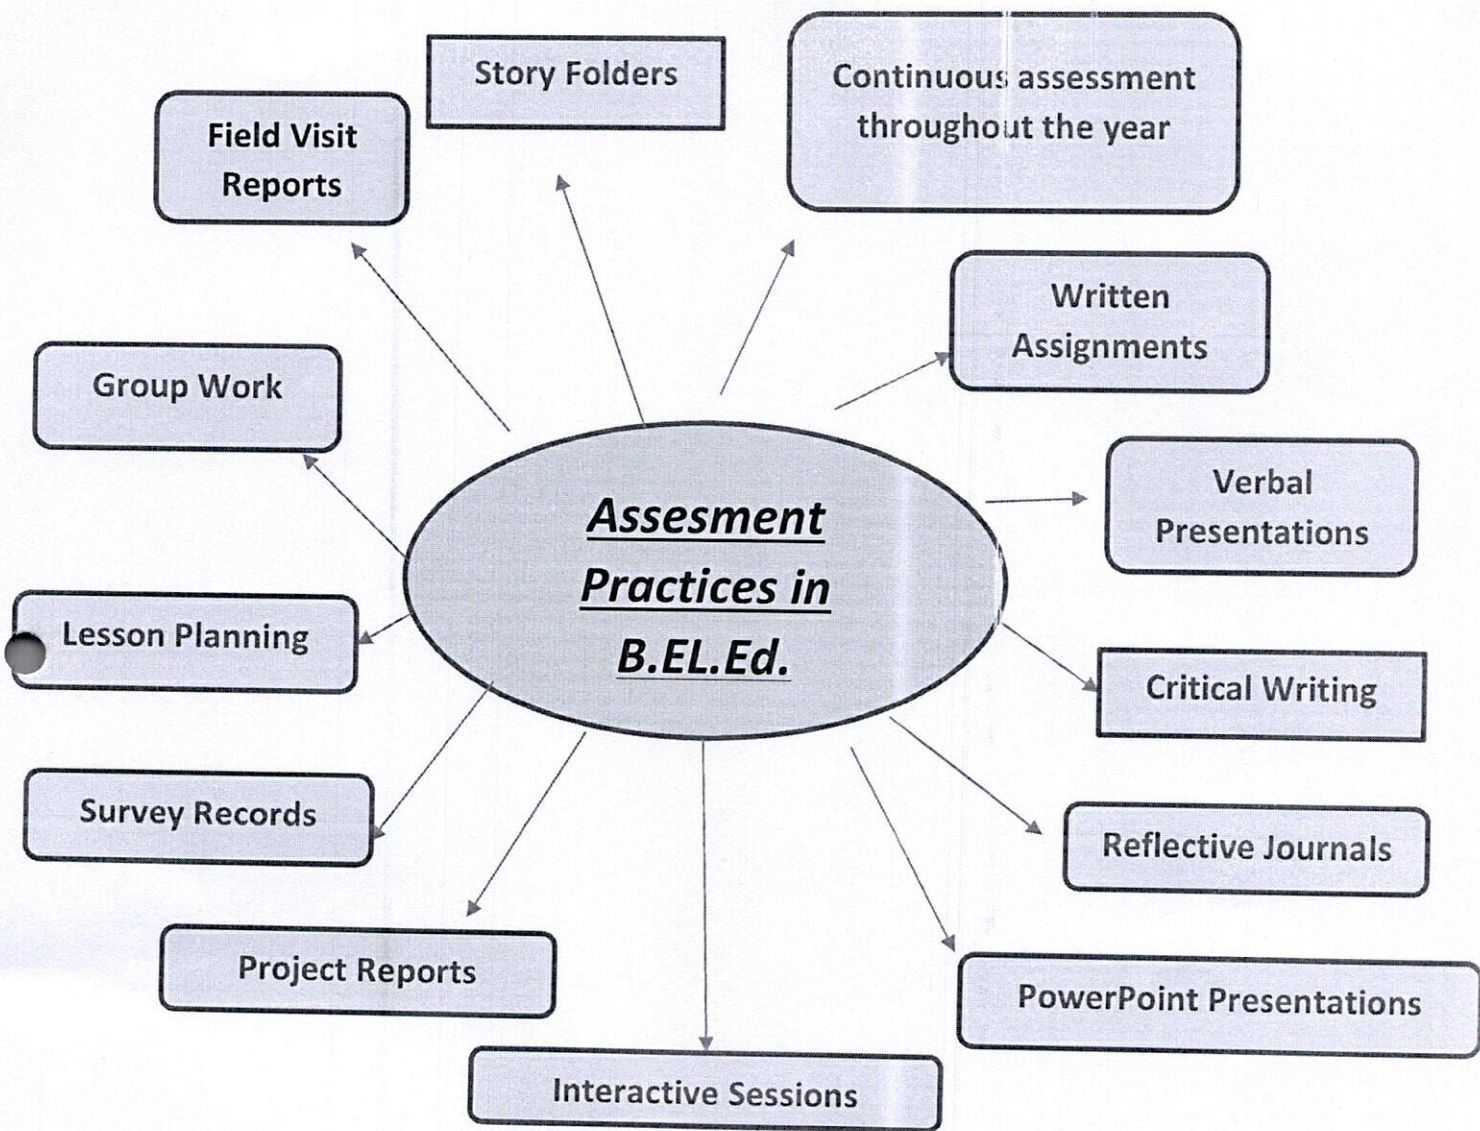 Story Folders
Continuous assessment
throughout the year
Field Visit
Reports
Written
Assignments
Group Work
Verbal
Presentations
Assesment
Practices in
B.EL.Ed.
Lesson Planning
Critical Writing
Survey Records
Reflective Journals
Project Reports
PowerPoint Presentations
Interactive Sessions